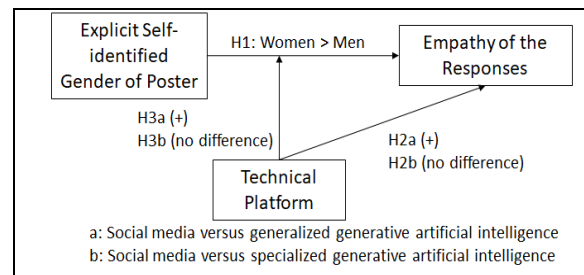 Explicit Self-
identified
Gender of Poster
H1: Women > Men
Empathy of the
Responses
H3a (+)
H3b (no difference)
H2a (+)
H2b (no difference)
Technical
Platform
a: Social media versus generalized generative artificial intelligence
b: Social media versus specialized generative artificial intelligence